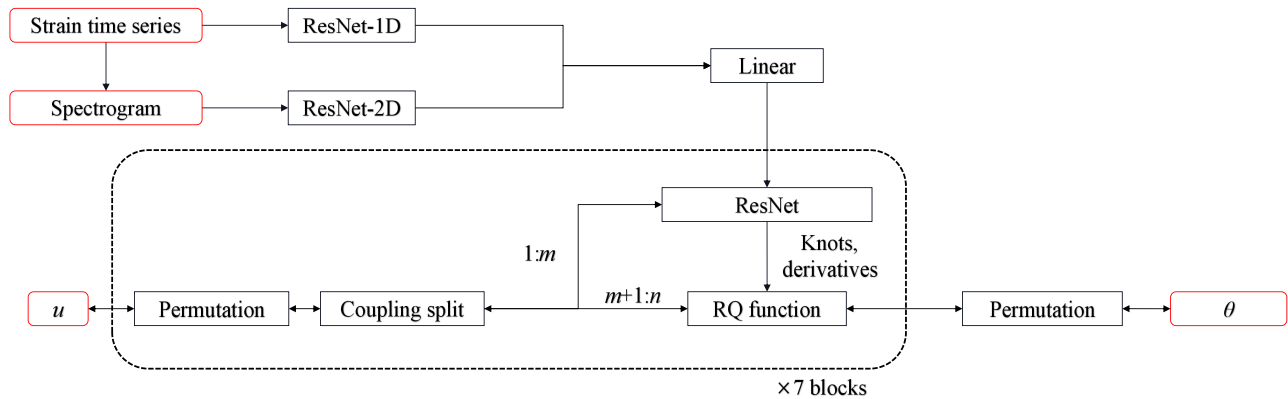 Strain time series
ResNet-1D
Linear
Spectrogram
ResNet-2D
ResNet
1:m
Knots,
derivatives
u
Permutation
Coupling split
m+1:n
RQ function
Permutation
θ
×7 blocks